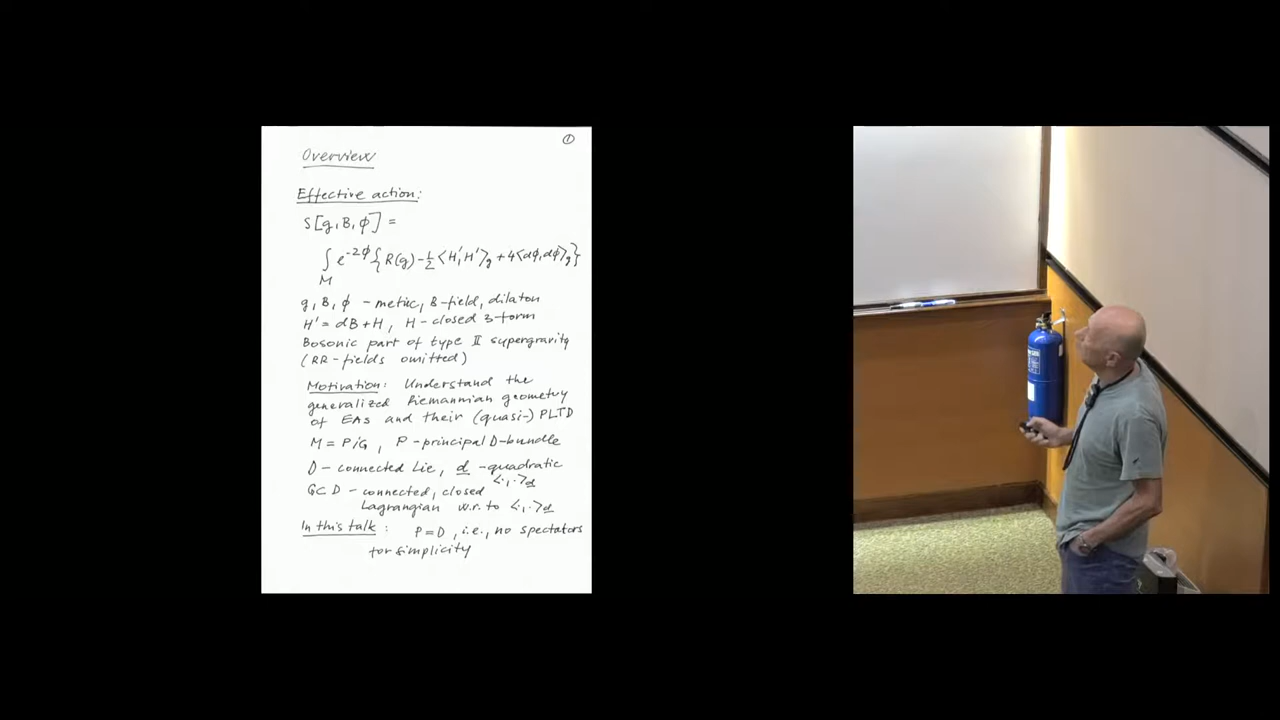 ①
Overview
Effective action:
S[g,B,ϕ] =
∫_M e^{-2ϕ}{R(g) - ½⟨H',H'⟩_g + 4⟨dϕ,dϕ⟩_g}
g, B, ϕ - metric, B-field, dilaton
H' = dB + H, H - closed 3-form
Bosonic part of type II supergravity
(RR-fields omitted)
Motivation: Understand the
generalized Riemannian geometry
of EAs and their (quasi-) PLTD
M = P/G, P - principal D-bundle
D - connected Lie, d - quadratic
⟨·,·⟩_d
G⊂D - connected, closed
Lagrangian w.r. to ⟨·,·⟩_d
In this talk: P=D, i.e., no spectators
for simplicity